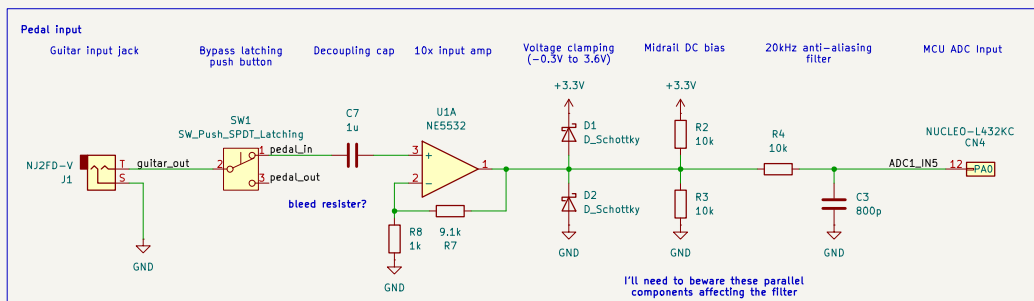 Pedal input
Guitar input jack
Bypass latching
push button
Decoupling cap
10x input amp
Voltage clamping
(-0.3V to 3.6V)
Midrail DC bias
20kHz anti-aliasing
filter
MCU ADC Input
+3.3V
+3.3V
SW1
SW_Push_SPDT_Latching
C7
1u
U1A
NE5532
D1
D_Schottky
R2
10k
R4
10k
NUCLEO-L432KC
CN4
NJ2FD-V
J1
T
S
guitar_out
2
1
pedal_in
3
pedal_out
3
+
2
-
1
ADC1_IN5
12
PA0
bleed resister?
D2
D_Schottky
R3
10k
C3
800p
R8
1k
9.1k
R7
GND
GND
GND
GND
GND
I'll need to beware these parallel
components affecting the filter